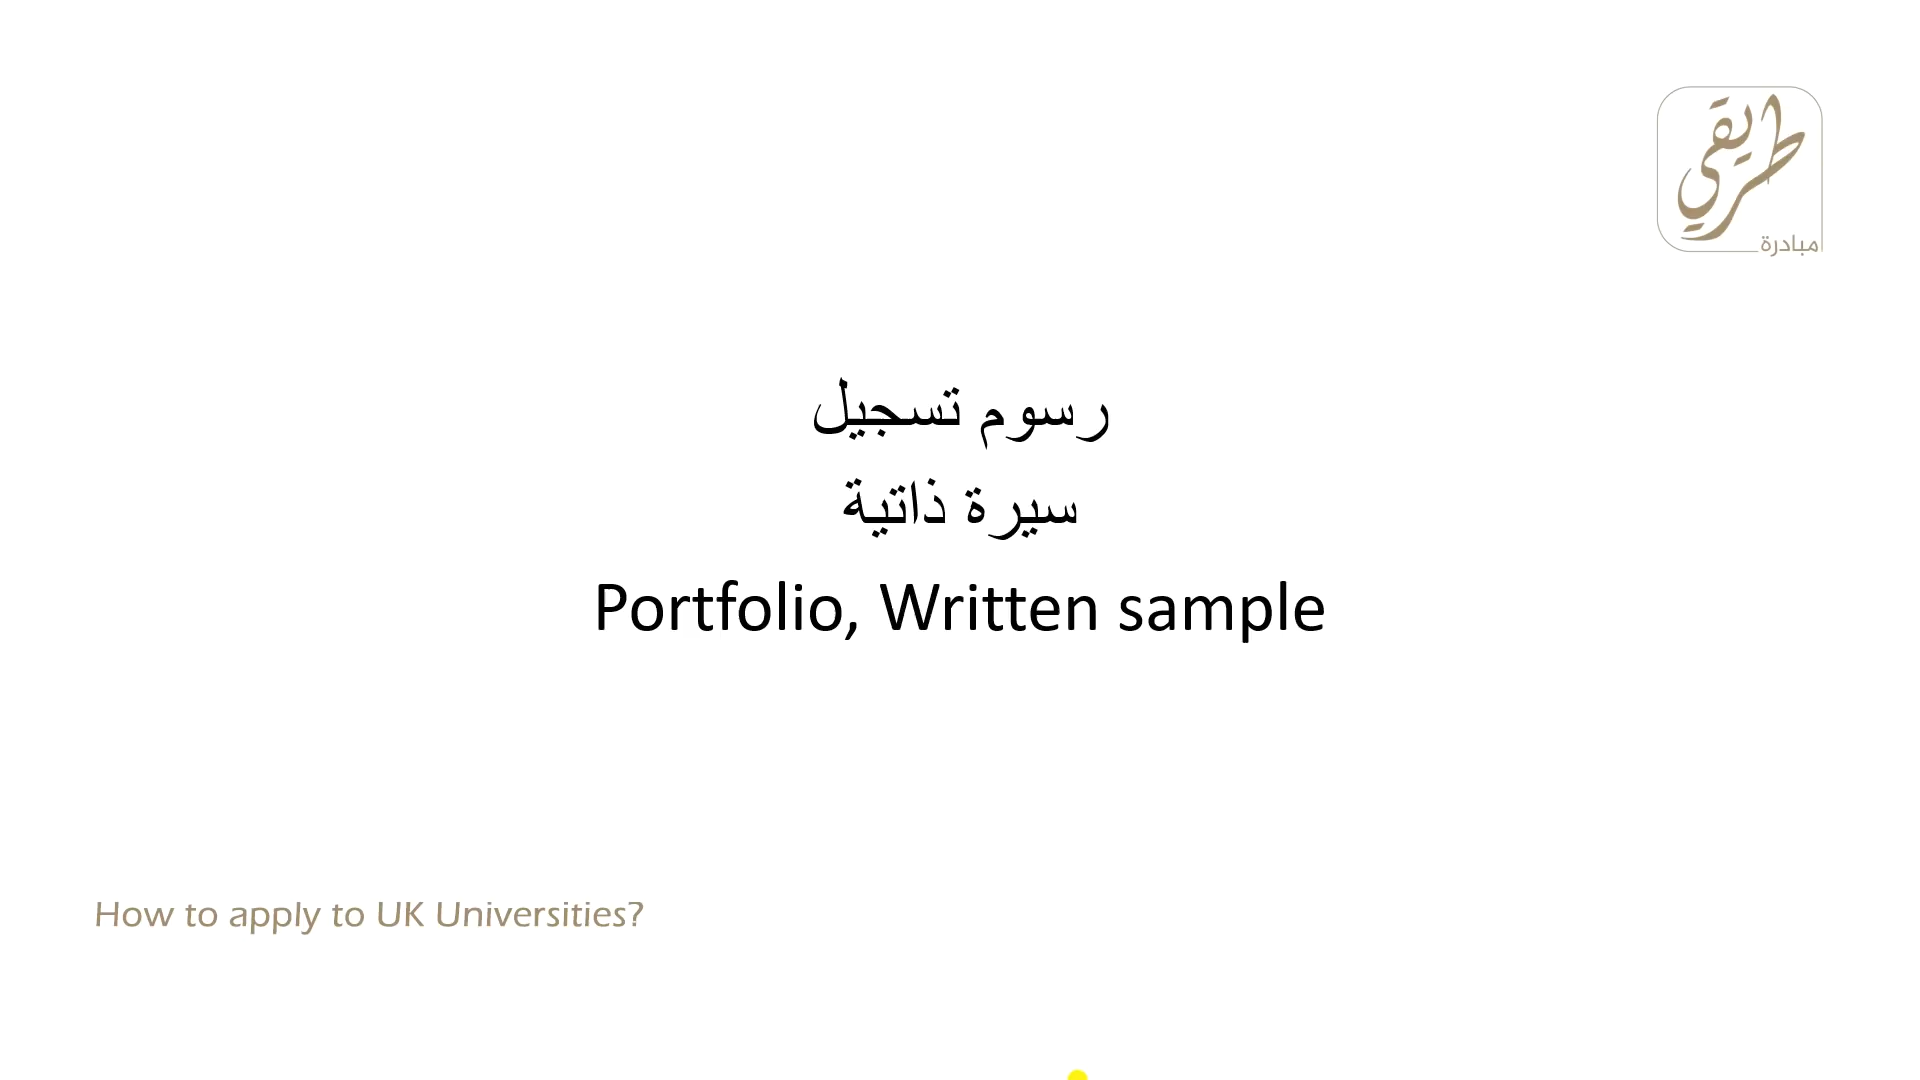 طريقي
مبادرة
رسوم تسجيل
سيرة ذاتية
Portfolio, Written sample
How to apply to UK Universities?